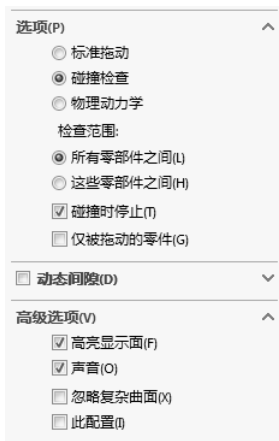 选项(P)
标准拖动
碰撞检查
物理动力学
检查范围:
所有零部件之间(L)
这些零部件之间(H)
碰撞时停止(T)
仅被拖动的零件(G)
动态间隙(D)
高级选项(V)
高亮显示面(F)
声音(O)
忽略复杂曲面(X)
此配置(I)